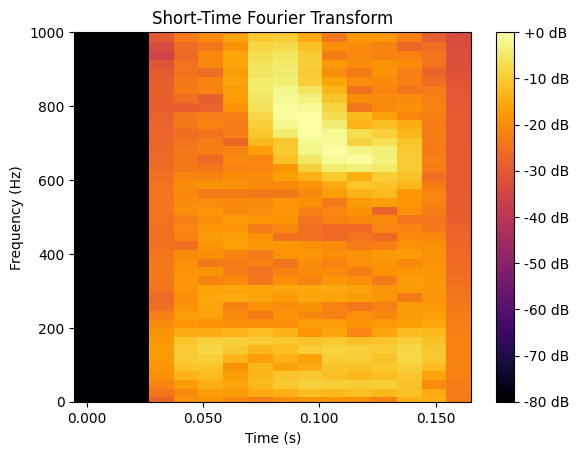 Short-Time Fourier Transform
1000
800
600
400
200
0
Frequency (Hz)
0.000
0.050
0.100
0.150
Time (s)
+0 dB
-10 dB
-20 dB
-30 dB
-40 dB
-50 dB
-60 dB
-70 dB
-80 dB